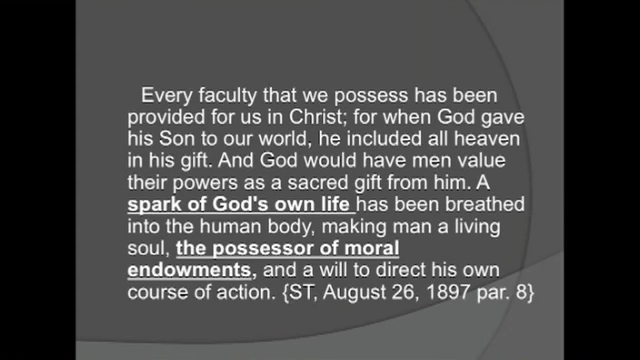 Every faculty that we possess has been
provided for us in Christ; for when God gave
his Son to our world, he included all heaven
in his gift. And God would have men value
their powers as a sacred gift from him. A
spark of God's own life has been breathed
into the human body, making man a living
soul, the possessor of moral
endowments, and a will to direct his own
course of action. {ST, August 26, 1897 par. 8}